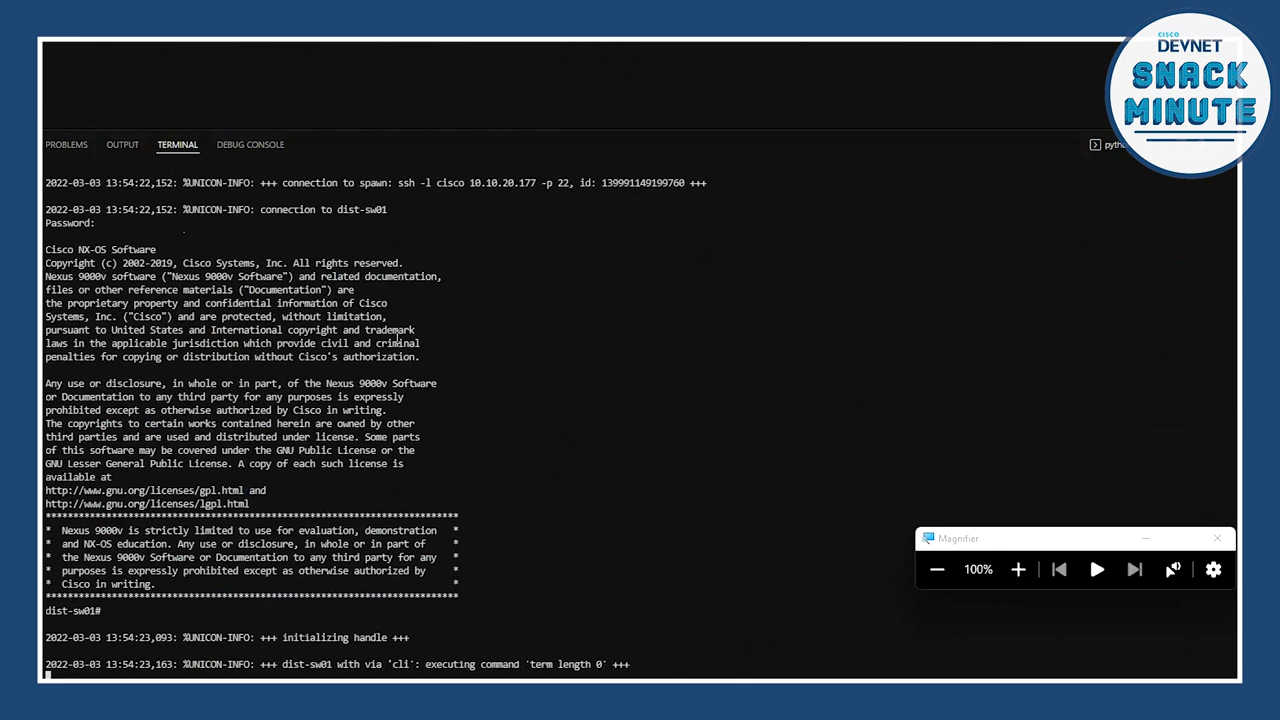 CISCO
DEVNET
SNACK
MINUTE
PROBLEMS OUTPUT TERMINAL DEBUG CONSOLE
2022-03-03 13:54:22,152: %UNICON-INFO: +++ connection to spawn: ssh -l cisco 10.10.20.177 -p 22, id: 139991149199760 +++
2022-03-03 13:54:22,152: %UNICON-INFO: connection to dist-sw01
Password:
Cisco NX-OS Software
Copyright (c) 2002-2019, Cisco Systems, Inc. All rights reserved.
Nexus 9000v software ("Nexus 9000v Software") and related documentation,
files or other reference materials ("Documentation") are
the proprietary property and confidential information of Cisco
Systems, Inc. ("Cisco") and are protected, without limitation,
pursuant to United States and International copyright and trademark
laws in the applicable jurisdiction which provide civil and criminal
penalties for copying or distribution without Cisco's authorization.
Any use or disclosure, in whole or in part, of the Nexus 9000v Software
or Documentation to any third party for any purposes is expressly
prohibited except as otherwise authorized by Cisco in writing.
The copyrights to certain works contained herein are owned by other
third parties and are used and distributed under license. Some parts
of this software may be covered under the GNU Public License or the
GNU Lesser General Public License. A copy of each such license is
available at
http://www.gnu.org/licenses/gpl.html and
http://www.gnu.org/licenses/lgpl.html
***************************************************************************
* Nexus 9000v is strictly limited to use for evaluation, demonstration *
* and NX-OS education. Any use or disclosure, in whole or in part of *
* the Nexus 9000v Software or Documentation to any third party for any *
* purposes is expressly prohibited except as otherwise authorized by *
* Cisco in writing. *
***************************************************************************
dist-sw01#
2022-03-03 13:54:23,093: %UNICON-INFO: +++ initializing handle +++
2022-03-03 13:54:23,163: %UNICON-INFO: +++ dist-sw01 with via 'cli': executing command 'term length 0' +++
Magnifier
100%